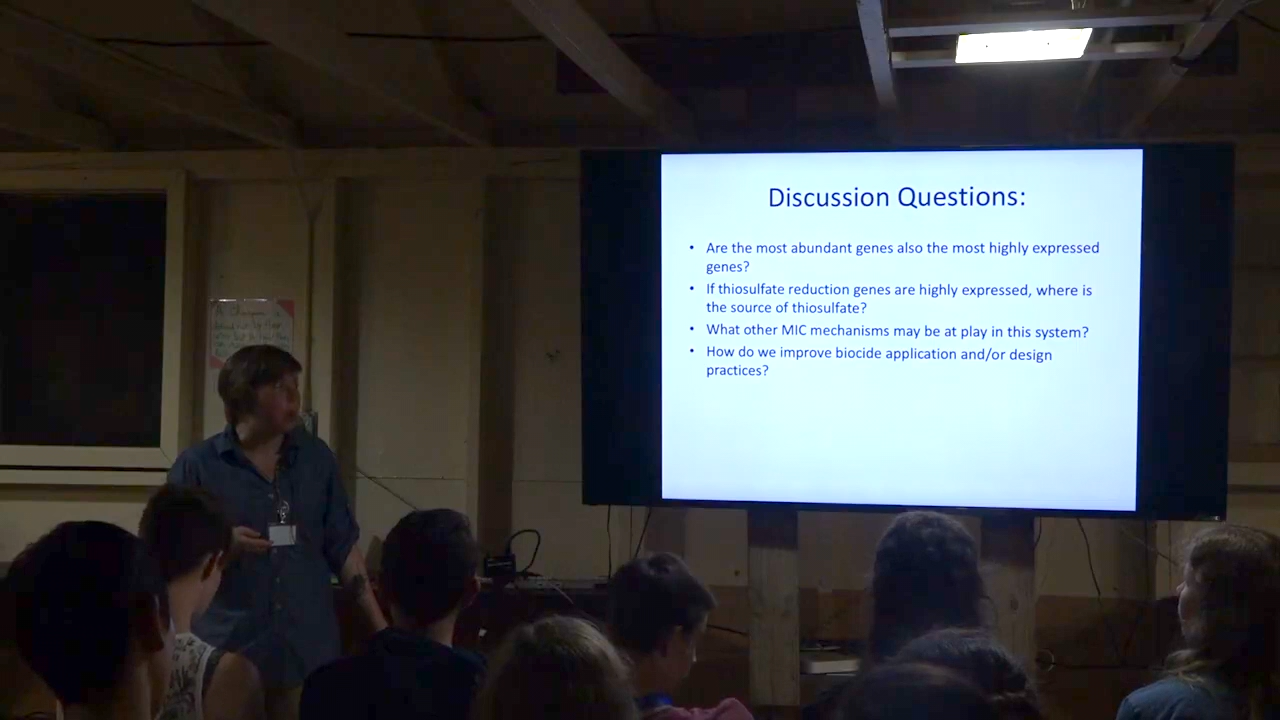 Discussion Questions:
• Are the most abundant genes also the most highly expressed
genes?
• If thiosulfate reduction genes are highly expressed, where is
the source of thiosulfate?
• What other MIC mechanisms may be at play in this system?
• How do we improve biocide application and/or design
practices?